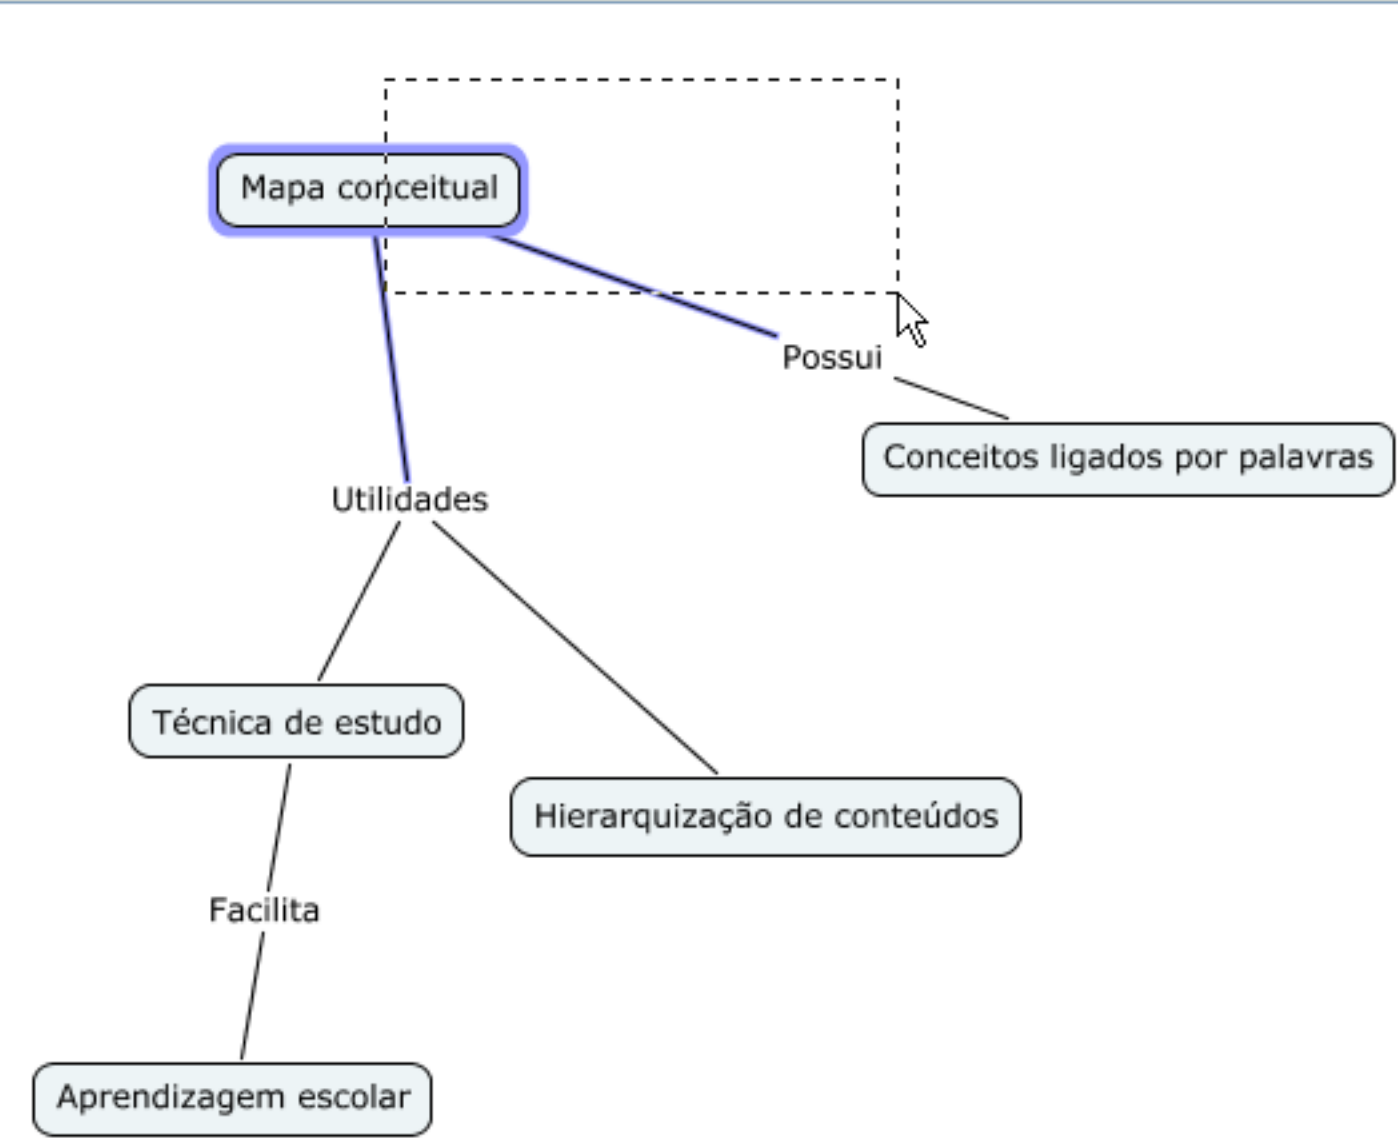 Mapa conceitual
Possui
Conceitos ligados por palavras
Utilidades
Técnica de estudo
Hierarquização de conteúdos
Facilita
Aprendizagem escolar